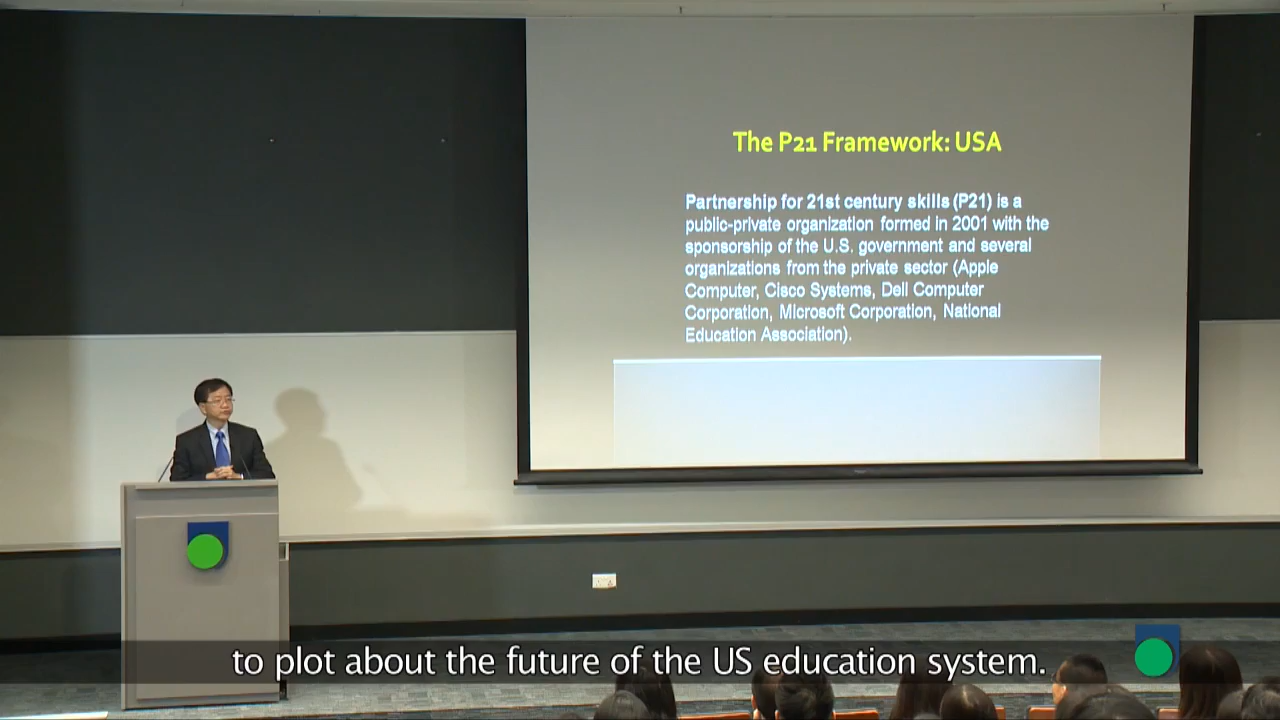 The P21 Framework: USA
Partnership for 21st century skills (P21) is a
public-private organization formed in 2001 with the
sponsorship of the U.S. government and several
organizations from the private sector (Apple
Computer, Cisco Systems, Dell Computer
Corporation, Microsoft Corporation, National
Education Association).
to plot about the future of the US education system.